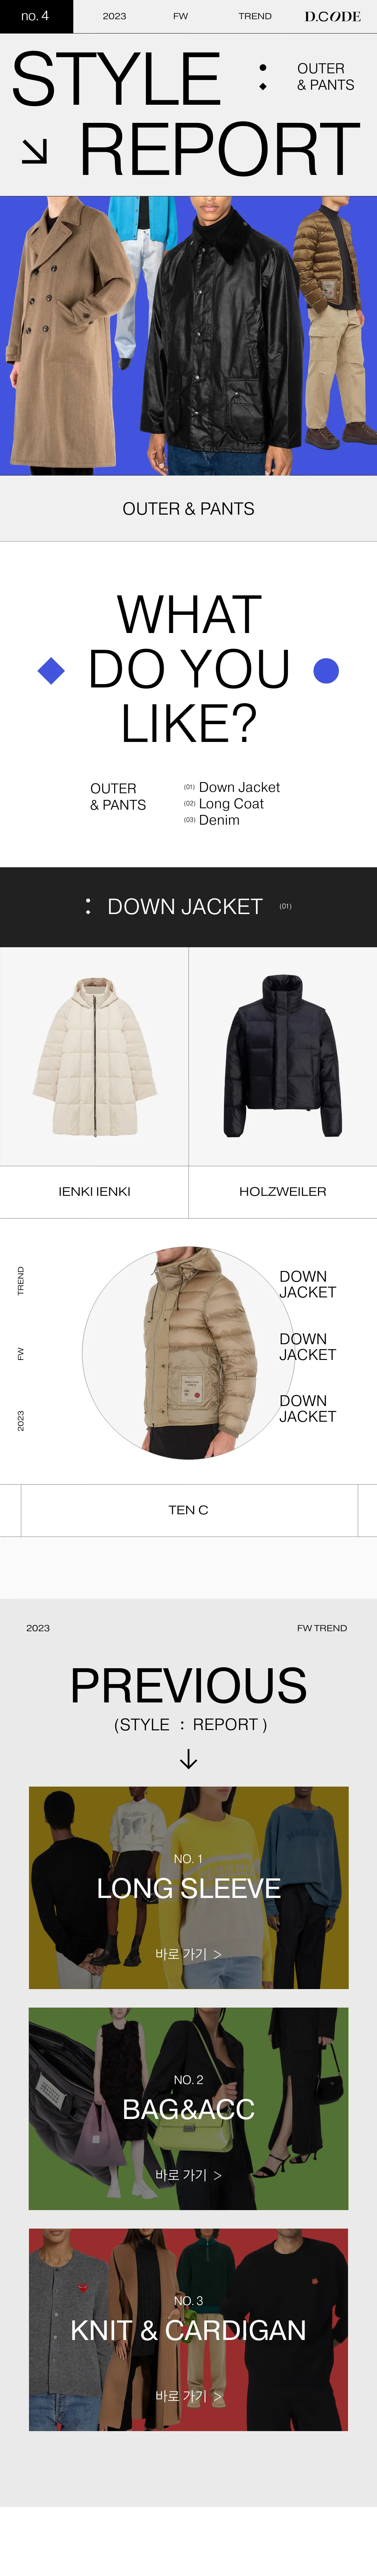 no. 4
2023
FW
TREND
D.CODE
STYLE :
OUTER
& PANTS
REPORT
OUTER & PANTS
WHAT
DO YOU
LIKE?
OUTER
& PANTS
(01) Down Jacket
(02) Long Coat
(03) Denim
: DOWN JACKET (01)
IENKI IENKI
HOLZWEILER
TREND
FW
2023
DOWN
JACKET
DOWN
JACKET
DOWN
JACKET
TEN C
2023
FW TREND
PREVIOUS
(STYLE : REPORT )
NO. 1
LONG SLEEVE
바로 가기 >
NO. 2
BAG&ACC
바로 가기 >
NO. 3
KNIT & CARDIGAN
바로 가기 >